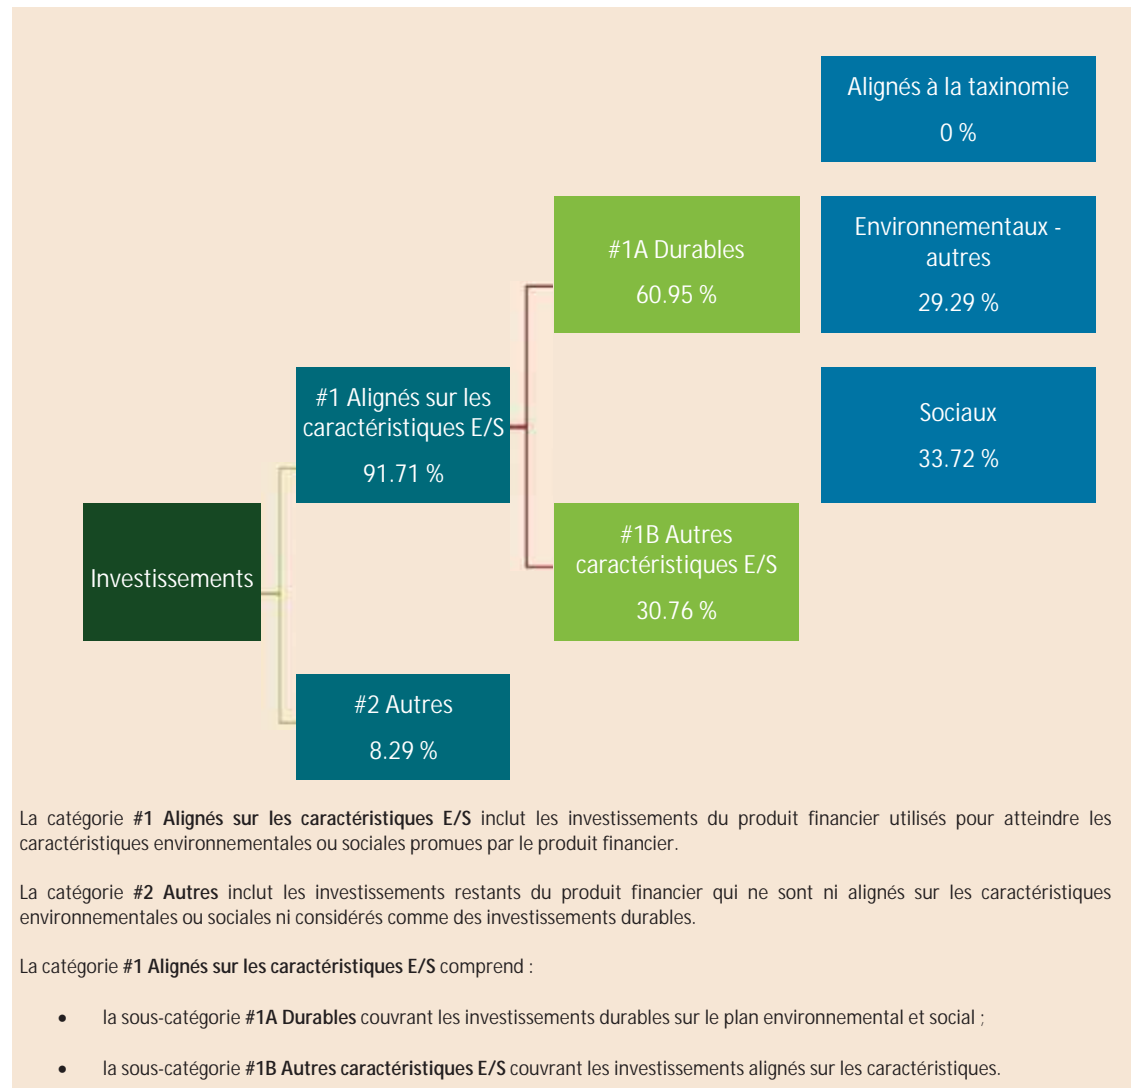 Alignés à la taxinomie
0 %
#1A Durables
60.95 %
Environnementaux -
autres
29.29 %
#1 Alignés sur les
caractéristiques E/S
91.71 %
Sociaux
33.72 %
Investissements
#1B Autres
caractéristiques E/S
30.76 %
#2 Autres
8.29 %
La catégorie #1 Alignés sur les caractéristiques E/S inclut les investissements du produit financier utilisés pour atteindre les
caractéristiques environnementales ou sociales promues par le produit financier.
La catégorie #2 Autres inclut les investissements restants du produit financier qui ne sont ni alignés sur les caractéristiques
environnementales ou sociales ni considérés comme des investissements durables.
La catégorie #1 Alignés sur les caractéristiques E/S comprend :
• la sous-catégorie #1A Durables couvrant les investissements durables sur le plan environnemental et social ;
• la sous-catégorie #1B Autres caractéristiques E/S couvrant les investissements alignés sur les caractéristiques.